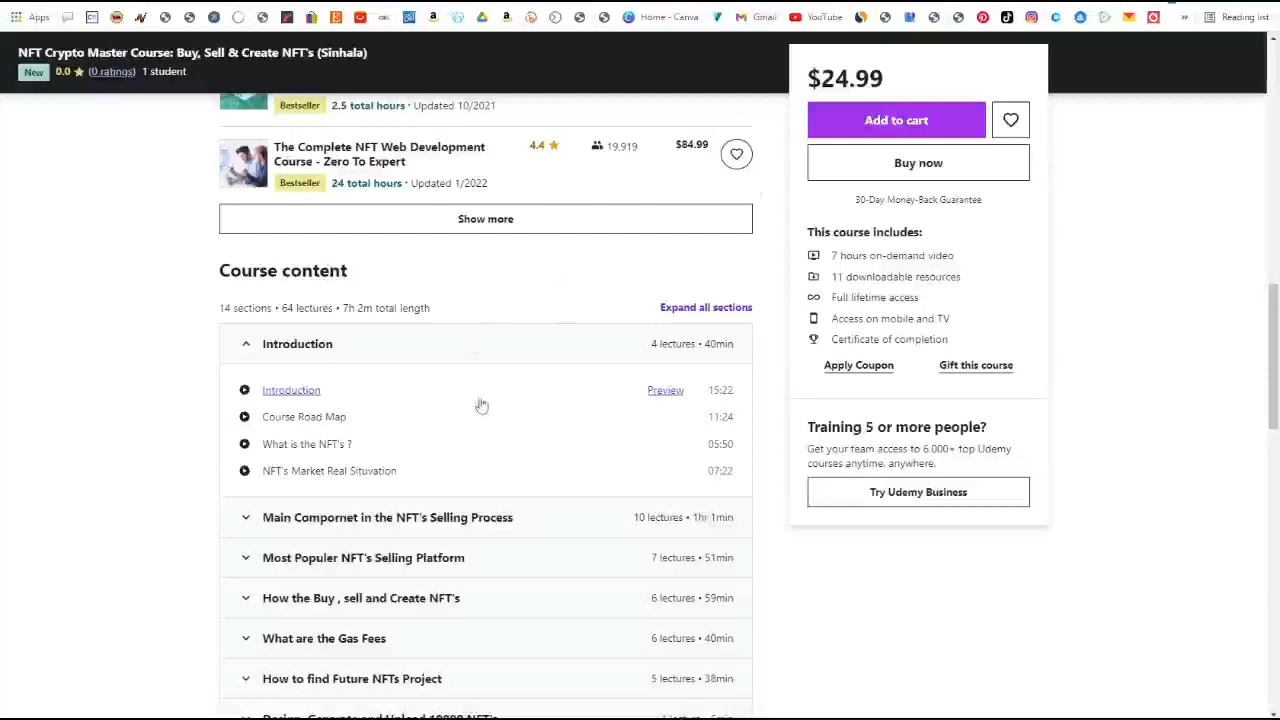 Apps
Home - Canva
Gmail
YouTube
»
Reading list
NFT Crypto Master Course: Buy, Sell & Create NFT's (Sinhala)
New 0.0 (0 ratings) 1 student
Bestseller 2.5 total hours • Updated 10/2021
The Complete NFT Web Development
Course - Zero To Expert
4.4 19,919 $84.99
Bestseller 24 total hours • Updated 1/2022
Show more
Course content
14 sections • 64 lectures • 7h 2m total length Expand all sections
Introduction 4 lectures • 40min
Introduction Preview 15:22
Course Road Map 11:24
What is the NFT's ? 05:50
NFT's Market Real Situvation 07:22
Main Compornet in the NFT's Selling Process 10 lectures • 1hr 1min
Most Populer NFT's Selling Platform 7 lectures • 51min
How the Buy , sell and Create NFT's 6 lectures • 59min
What are the Gas Fees 6 lectures • 40min
How to find Future NFTs Project 5 lectures • 38min
$24.99
Add to cart
Buy now
30-Day Money-Back Guarantee
This course includes:
7 hours on-demand video
11 downloadable resources
Full lifetime access
Access on mobile and TV
Certificate of completion
Apply Coupon Gift this course
Training 5 or more people?
Get your team access to 6,000+ top Udemy
courses anytime, anywhere.
Try Udemy Business